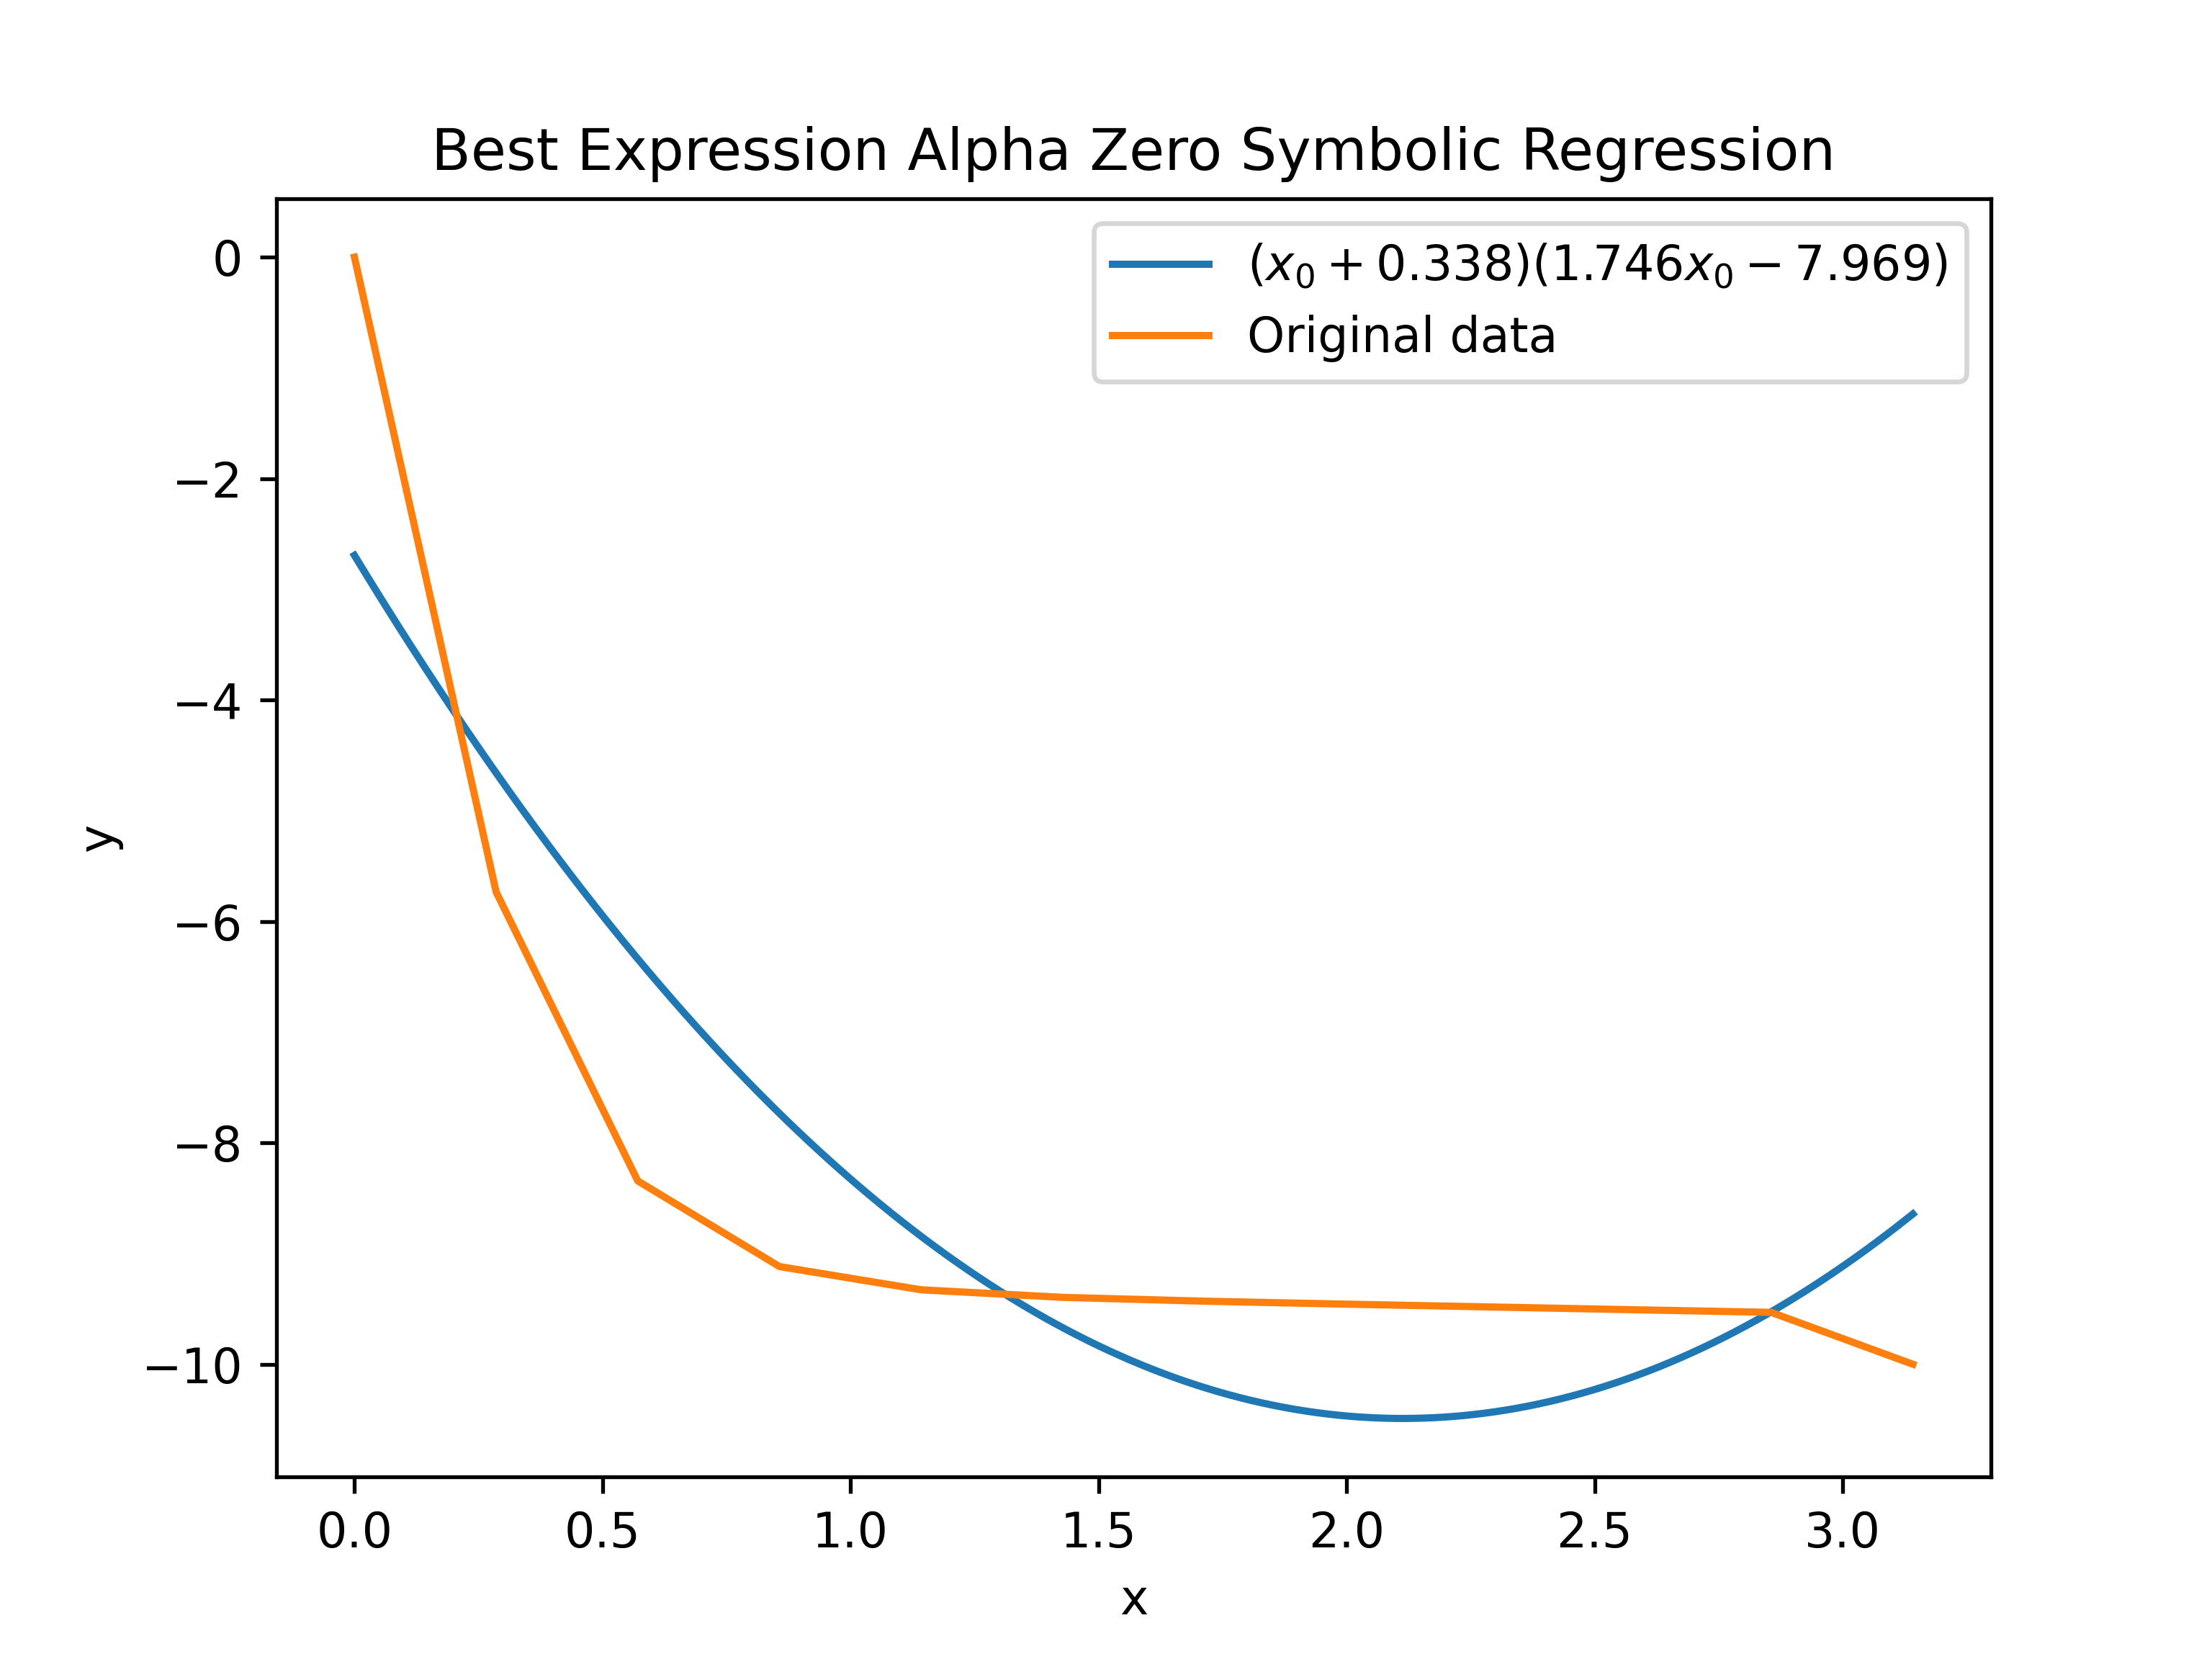 Best Expression Alpha Zero Symbolic Regression
(x₀ + 0.338)(1.746x₀ − 7.969)
Original data
0
−2
−4
−6
−8
−10
y
0.0 0.5 1.0 1.5 2.0 2.5 3.0
x